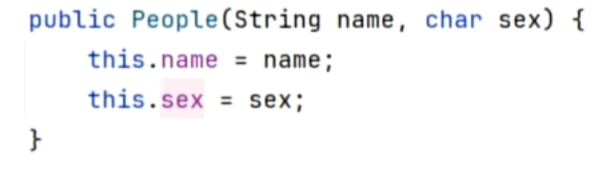 public People(String name, char sex) {
    this.name = name;
    this.sex = sex;
}